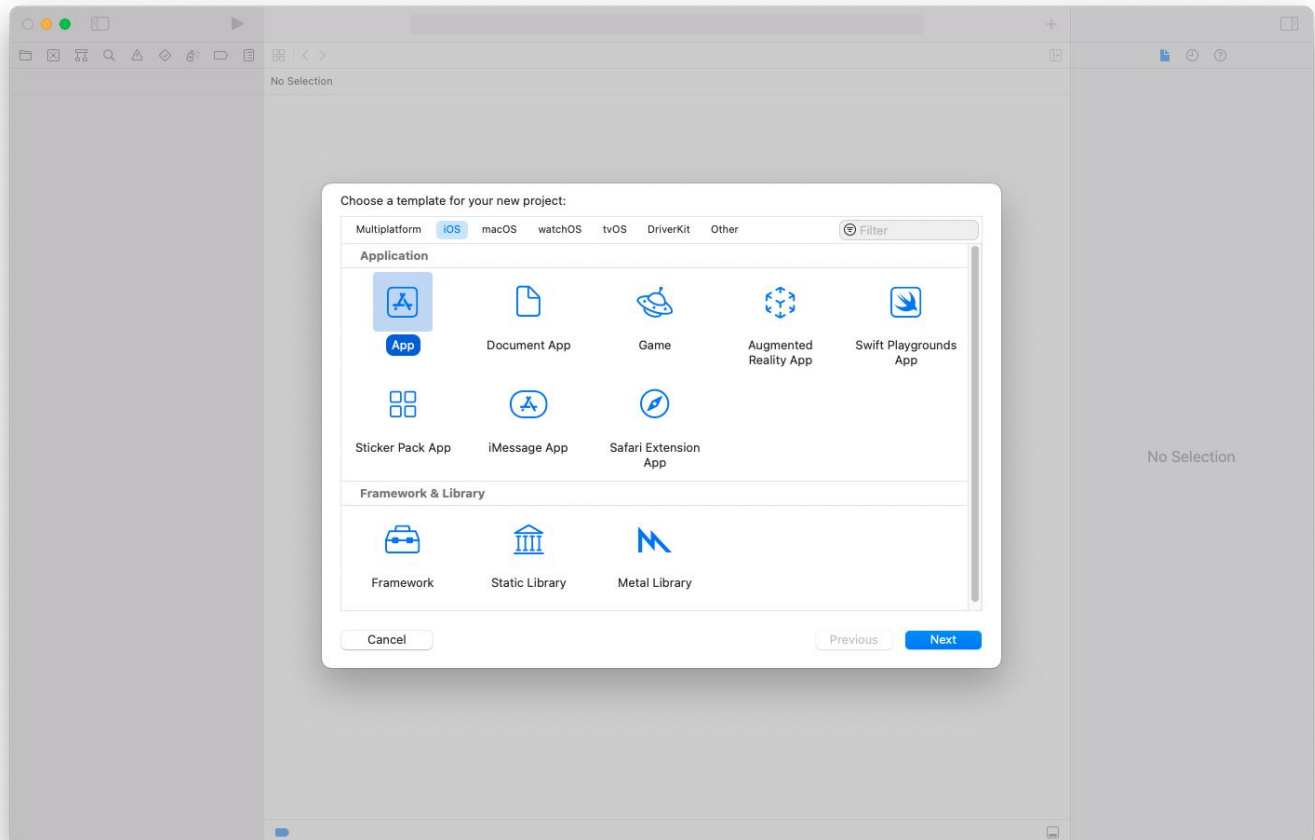 No Selection
Choose a template for your new project:
Multiplatform iOS macOS watchOS tvOS DriverKit Other Filter
Application
App Document App Game Augmented Reality App Swift Playgrounds App
Sticker Pack App iMessage App Safari Extension App
No Selection
Framework & Library
Framework Static Library Metal Library
Cancel Previous Next